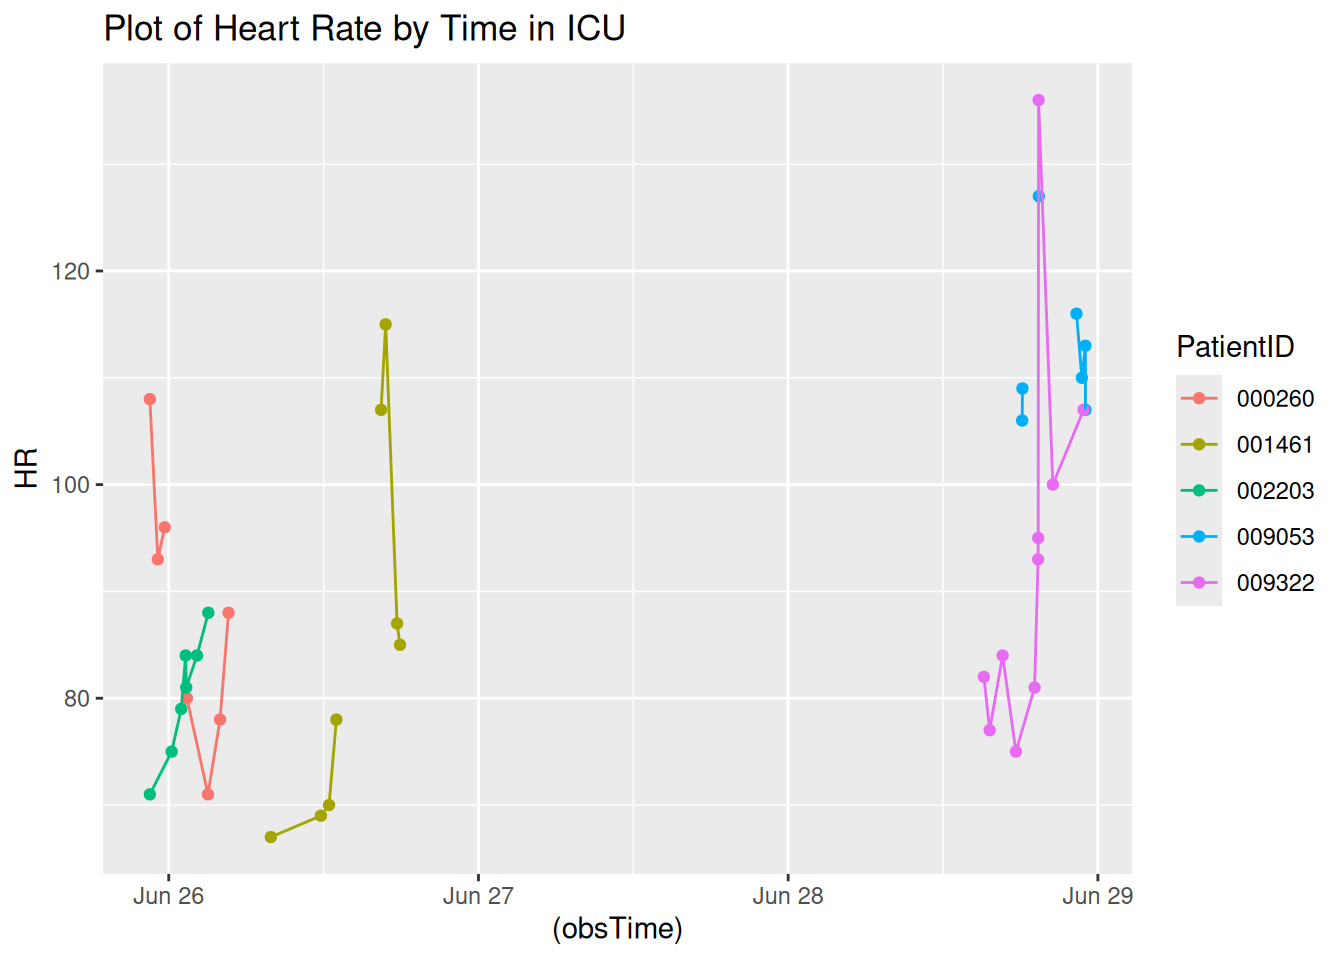 Plot of Heart Rate by Time in ICU
120
100
80
HR
Jun 26
Jun 27
Jun 28
Jun 29
(obsTime)
PatientID
000260
001461
002203
009053
009322